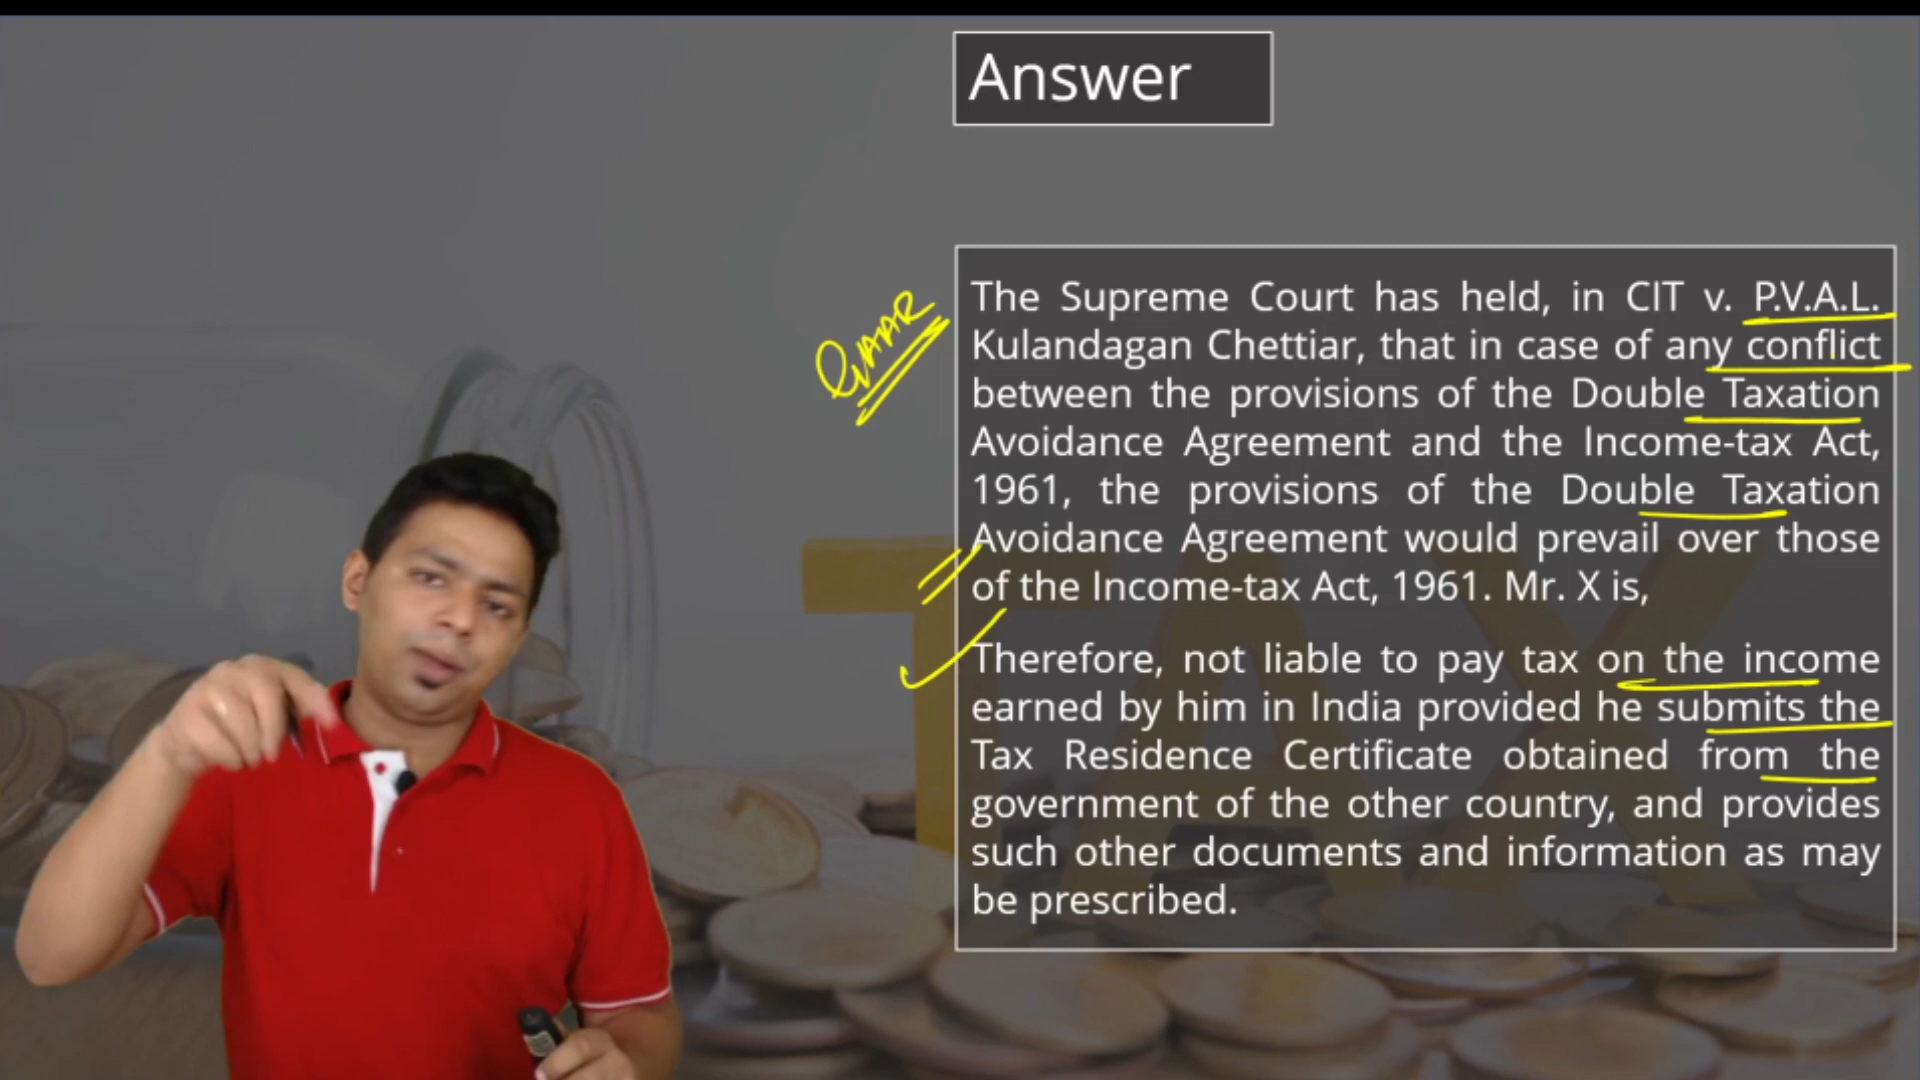 Answer
The Supreme Court has held, in CIT v. P.V.A.L.
Kulandagan Chettiar, that in case of any conflict
between the provisions of the Double Taxation
Avoidance Agreement and the Income-tax Act,
1961, the provisions of the Double Taxation
Avoidance Agreement would prevail over those
of the Income-tax Act, 1961. Mr. X is,
Therefore, not liable to pay tax on the income
earned by him in India provided he submits the
Tax Residence Certificate obtained from the
government of the other country, and provides
such other documents and information as may
be prescribed.